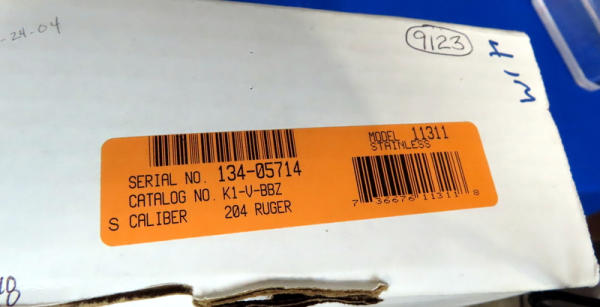 -24-04
9123
SERIAL NO. 134-05714
CATALOG NO. K1-V-BBZ
S CALIBER 204 RUGER
MODEL 11311
STAINLESS
7 36676 11311 8